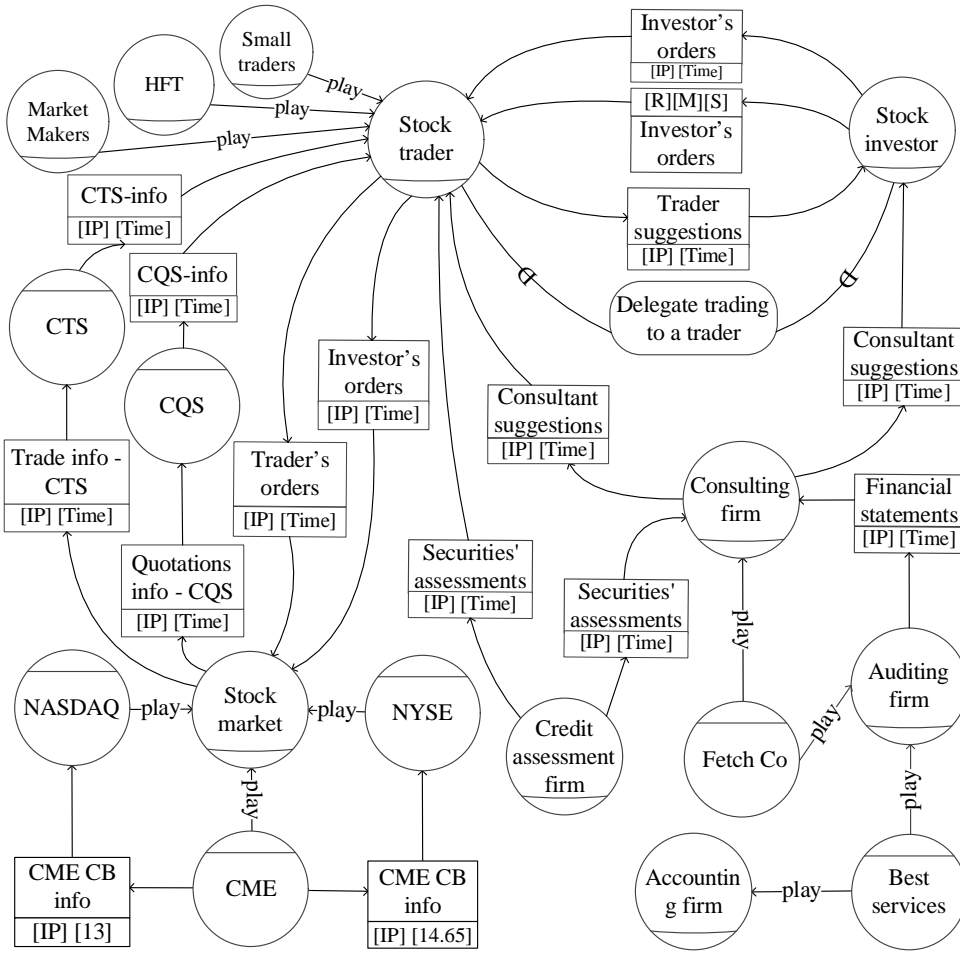 Small
traders
play
HFT
play
Market
Makers
play
Stock
trader
Investor's
orders
[IP] [Time]
[R][M][S]
Investor's
orders
Stock
investor
Trader
suggestions
[IP] [Time]
D
D
Delegate trading
to a trader
CTS-info
[IP] [Time]
CQS-info
[IP] [Time]
CTS
CQS
Investor's
orders
[IP] [Time]
Consultant
suggestions
[IP] [Time]
Consultant
suggestions
[IP] [Time]
Trade info -
CTS
[IP] [Time]
Trader's
orders
[IP] [Time]
Consulting
firm
Financial
statements
[IP] [Time]
Quotations
info - CQS
[IP] [Time]
Securities'
assessments
[IP] [Time]
Securities'
assessments
[IP] [Time]
play
NASDAQ
play
Stock
market
play
NYSE
Credit
assessment
firm
Fetch Co
play
Auditing
firm
play
play
CME CB
info
[IP] [13]
CME
CME CB
info
[IP] [14.65]
Accountin
g firm
play
Best
services